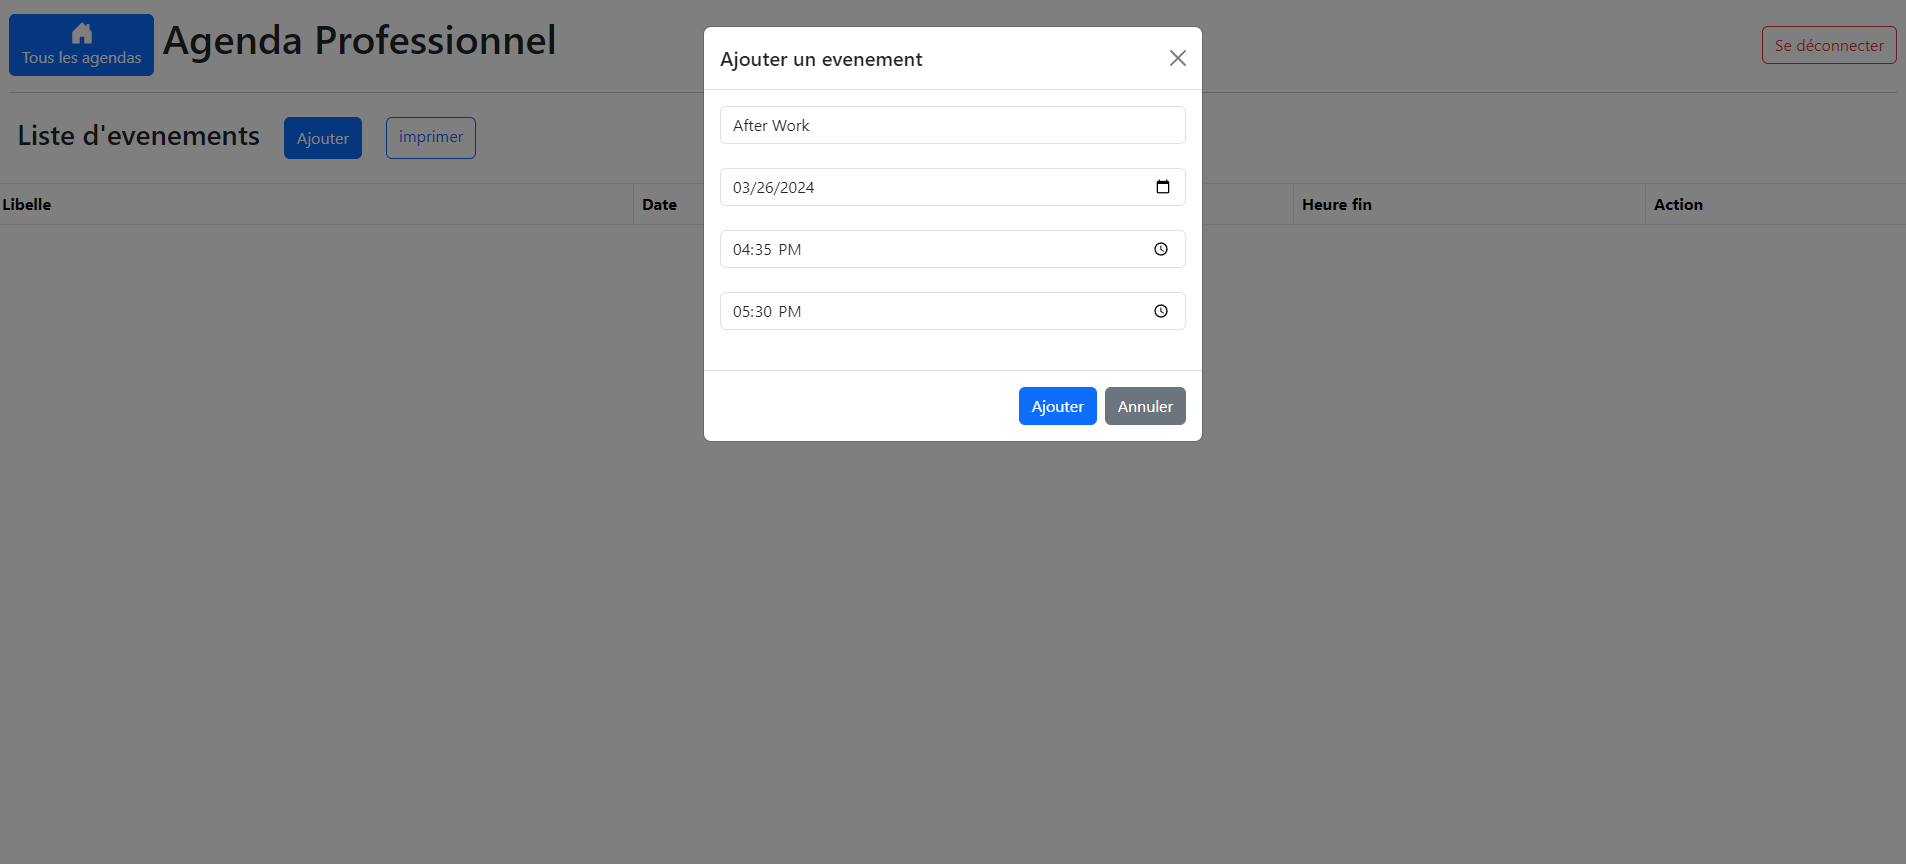 Tous les agendas
Agenda Professionnel
Se déconnecter
Liste d'evenements
Ajouter
imprimer
Libelle
Date
Heure fin
Action
Ajouter un evenement
After Work
03/26/2024
04:35 PM
05:30 PM
Ajouter
Annuler